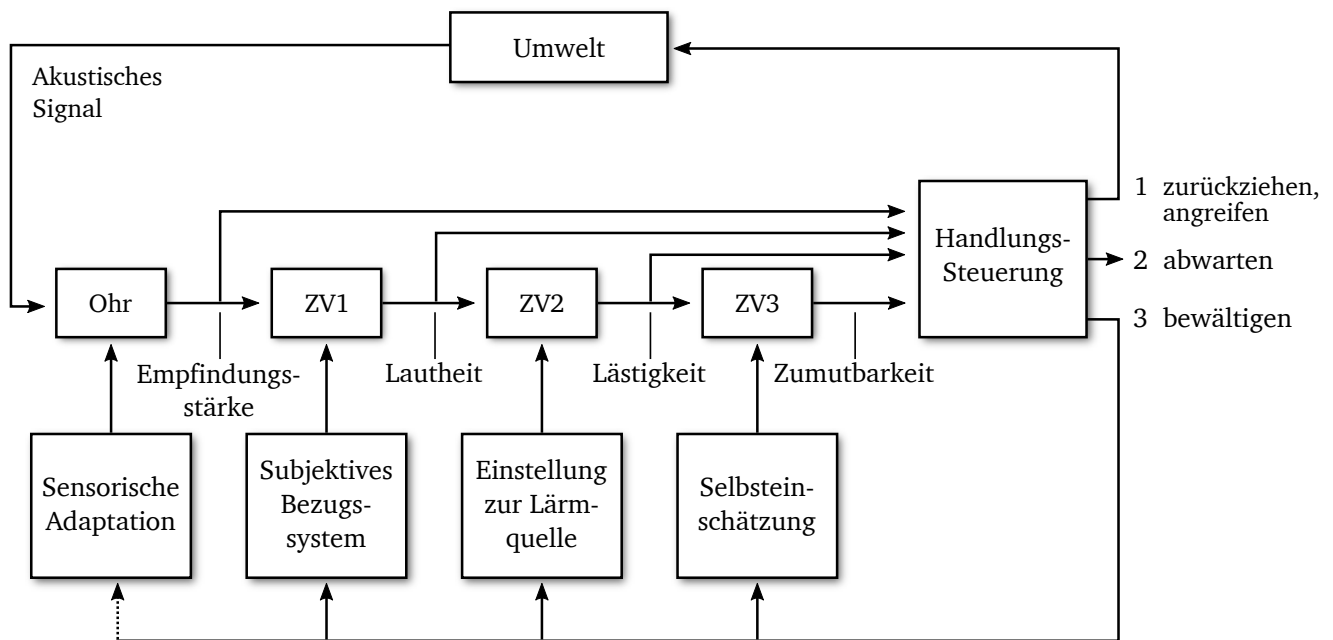 Umwelt
Akustisches
Signal
1 zurückziehen,
angreifen
Handlungs-
Steuerung
2 abwarten
Ohr
ZV1
ZV2
ZV3
3 bewältigen
Empfindungs-
stärke
Lautheit
Lästigkeit
Zumutbarkeit
Sensorische
Adaptation
Subjektives
Bezugs-
system
Einstellung
zur Lärm-
quelle
Selbstein-
schätzung